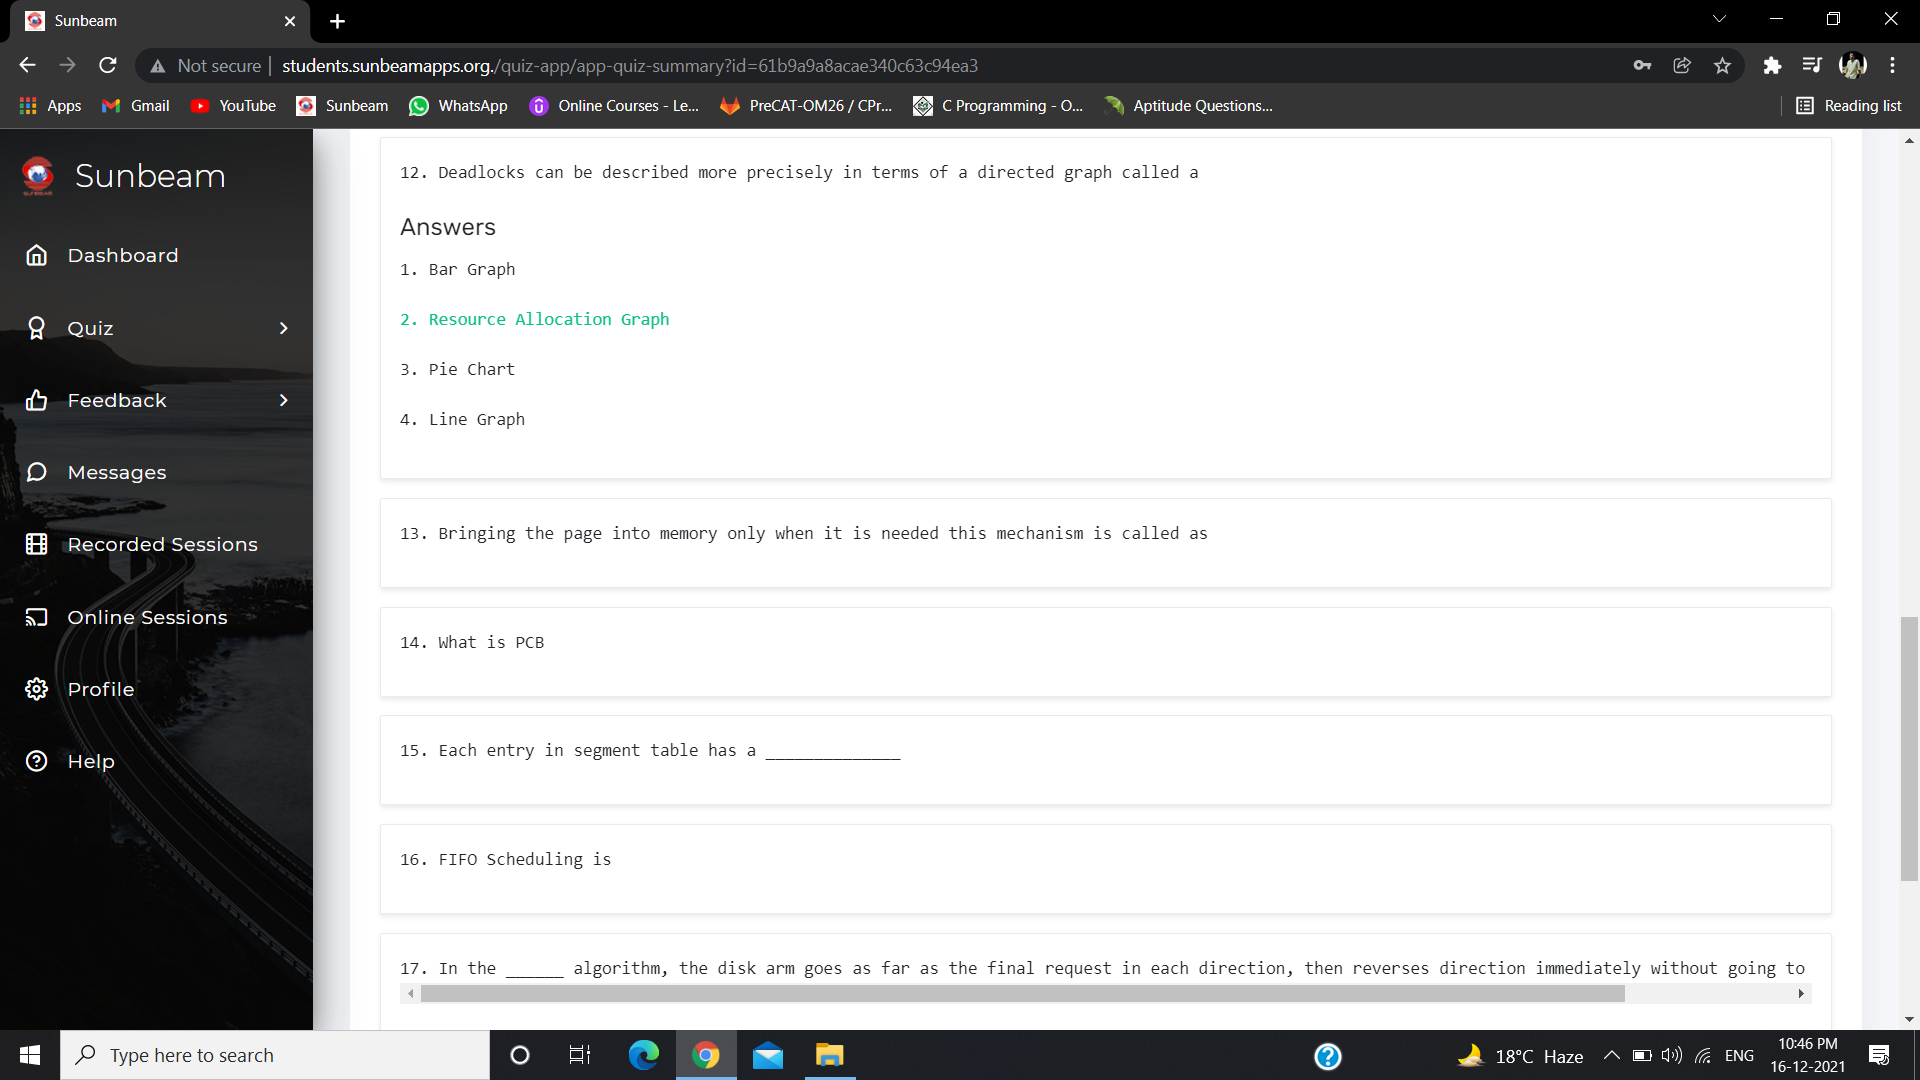 Sunbeam
Not secure | students.sunbeamapps.org./quiz-app/app-quiz-summary?id=61b9a9a8acae340c63c94ea3
Apps Gmail YouTube Sunbeam WhatsApp Online Courses - Le... PreCAT-OM26 / CPr... C Programming - O... Aptitude Questions... Reading list
Sunbeam
Dashboard
Quiz
Feedback
Messages
Recorded Sessions
Online Sessions
Profile
Help
12. Deadlocks can be described more precisely in terms of a directed graph called a
Answers
1. Bar Graph
2. Resource Allocation Graph
3. Pie Chart
4. Line Graph
13. Bringing the page into memory only when it is needed this mechanism is called as
14. What is PCB
15. Each entry in segment table has a ______________
16. FIFO Scheduling is
17. In the ______ algorithm, the disk arm goes as far as the final request in each direction, then reverses direction immediately without going to
Type here to search
18°C Haze
ENG
10:46 PM
16-12-2021